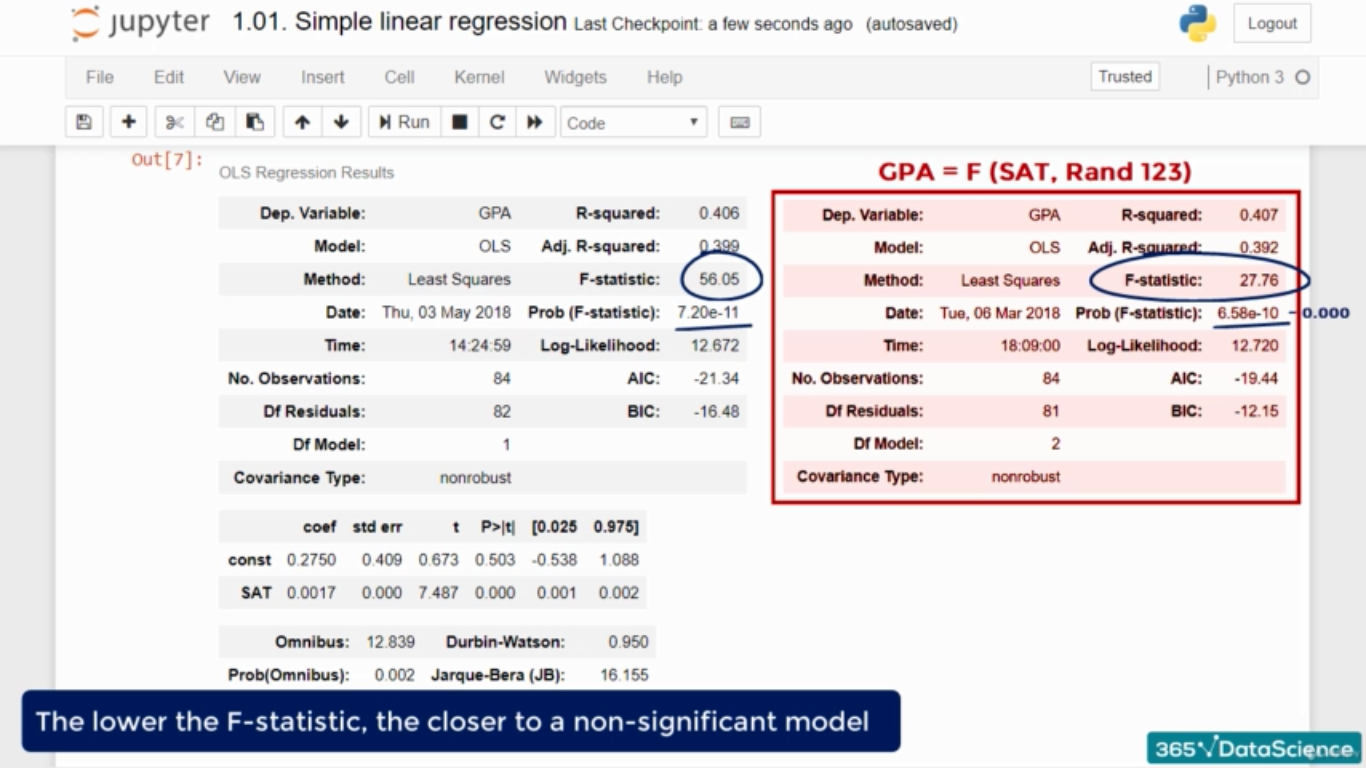 jupyter 1.01. Simple linear regression Last Checkpoint: a few seconds ago (autosaved) Logout
File Edit View Insert Cell Kernel Widgets Help Trusted Python 3
Run Code
Out[7]:
OLS Regression Results
Dep. Variable: GPA R-squared: 0.406
Model: OLS Adj. R-squared: 0.399
Method: Least Squares F-statistic: 56.05
Date: Thu, 03 May 2018 Prob (F-statistic): 7.20e-11
Time: 14:24:59 Log-Likelihood: 12.672
No. Observations: 84 AIC: -21.34
Df Residuals: 82 BIC: -16.48
Df Model: 1
Covariance Type: nonrobust
coef std err t P>|t| [0.025 0.975]
const 0.2750 0.409 0.673 0.503 -0.538 1.088
SAT 0.0017 0.000 7.487 0.000 0.001 0.002
Omnibus: 12.839 Durbin-Watson: 0.950
Prob(Omnibus): 0.002 Jarque-Bera (JB): 16.155
GPA = F (SAT, Rand 123)
Dep. Variable: GPA R-squared: 0.407
Model: OLS Adj. R-squared: 0.392
Method: Least Squares F-statistic: 27.76
Date: Tue, 06 Mar 2018 Prob (F-statistic): 6.58e-10 - 0.000
Time: 18:09:00 Log-Likelihood: 12.720
No. Observations: 84 AIC: -19.44
Df Residuals: 81 BIC: -12.15
Df Model: 2
Covariance Type: nonrobust
The lower the F-statistic, the closer to a non-significant model
365 DataScience